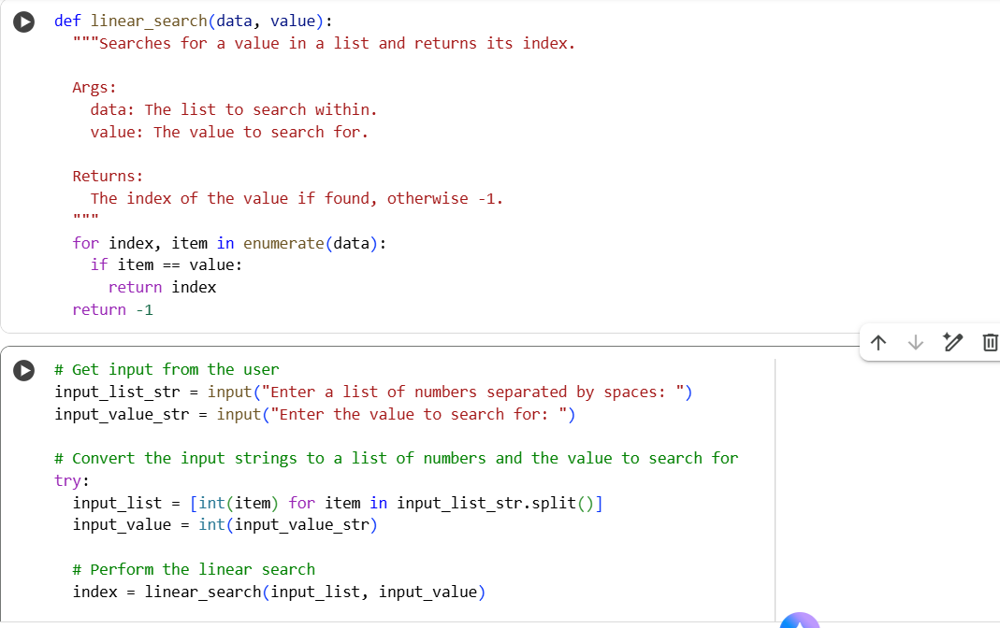 def linear_search(data, value):
  """Searches for a value in a list and returns its index.

  Args:
    data: The list to search within.
    value: The value to search for.

  Returns:
    The index of the value if found, otherwise -1.
  """
  for index, item in enumerate(data):
    if item == value:
      return index
  return -1

# Get input from the user
input_list_str = input("Enter a list of numbers separated by spaces: ")
input_value_str = input("Enter the value to search for: ")

# Convert the input strings to a list of numbers and the value to search for
try:
  input_list = [int(item) for item in input_list_str.split()]
  input_value = int(input_value_str)

  # Perform the linear search
  index = linear_search(input_list, input_value)